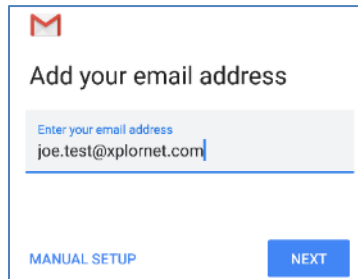 Add your email address
Enter your email address
joe.test@xplornet.com
MANUAL SETUP NEXT